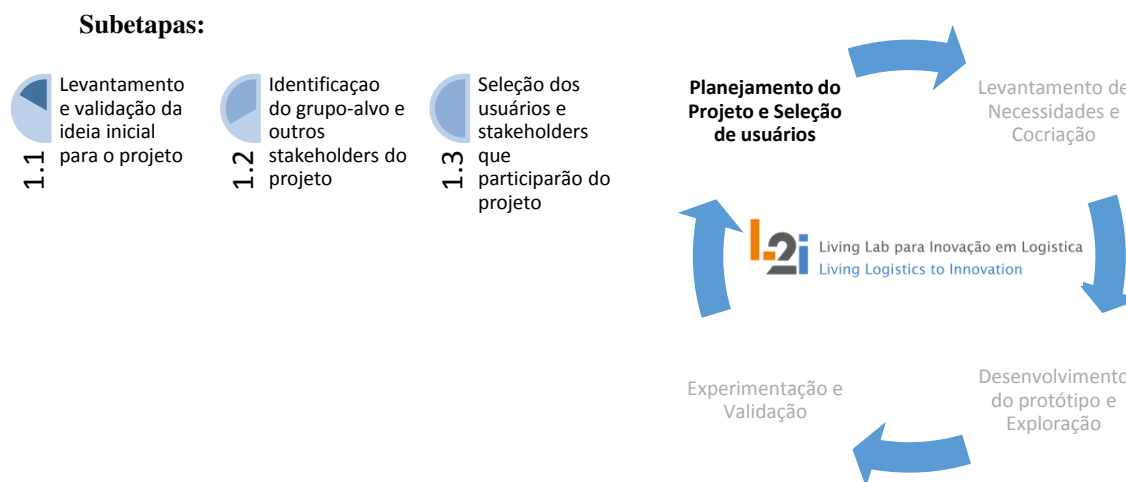 Subetapas:
1.1
Levantamento
e validação da
ideia inicial
para o projeto
1.2
Identificaçao
do grupo-alvo e
outros
stakeholders do
projeto
1.3
Seleção dos
usuários e
stakeholders
que
participarão do
projeto
Planejamento do
Projeto e Seleção
de usuários
Levantamento de
Necessidades e
Cocriação
L2i
Living Lab para Inovação em Logistica
Living Logistics to Innovation
Experimentação e
Validação
Desenvolvimento
do protótipo e
Exploração